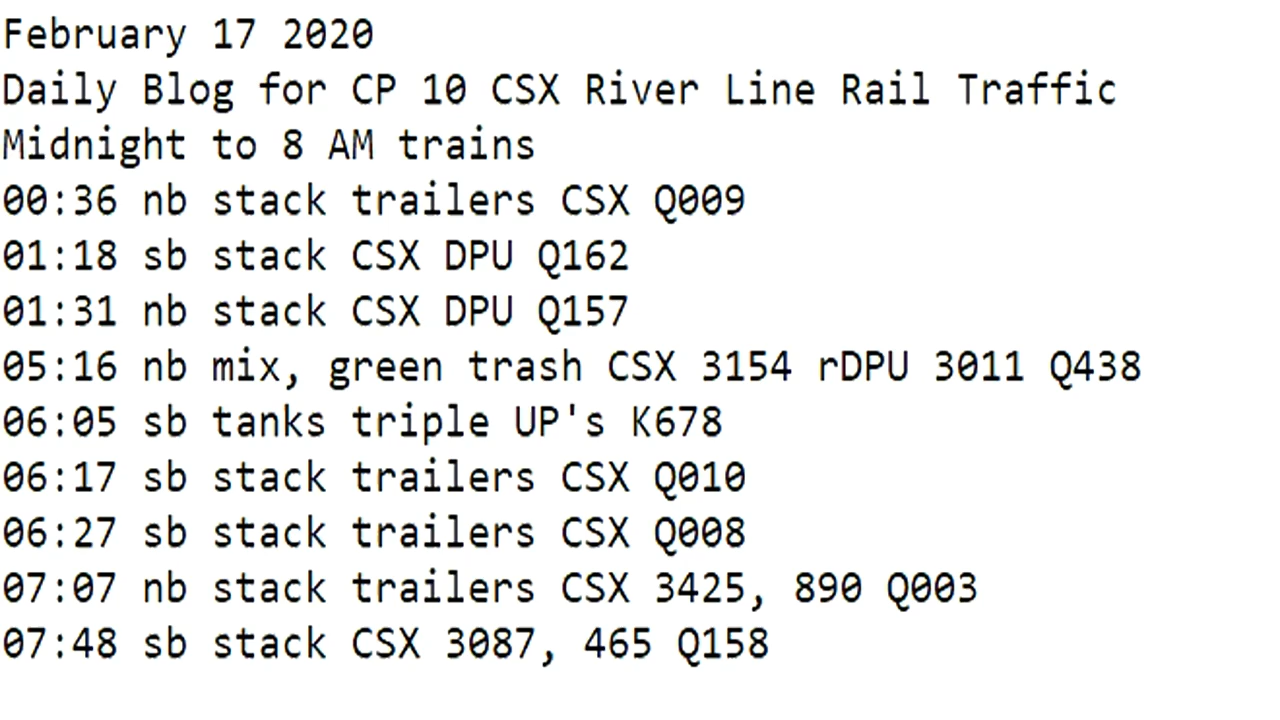 February 17 2020
Daily Blog for CP 10 CSX River Line Rail Traffic
Midnight to 8 AM trains
00:36 nb stack trailers CSX Q009
01:18 sb stack CSX DPU Q162
01:31 nb stack CSX DPU Q157
05:16 nb mix, green trash CSX 3154 rDPU 3011 Q438
06:05 sb tanks triple UP's K678
06:17 sb stack trailers CSX Q010
06:27 sb stack trailers CSX Q008
07:07 nb stack trailers CSX 3425, 890 Q003
07:48 sb stack CSX 3087, 465 Q158